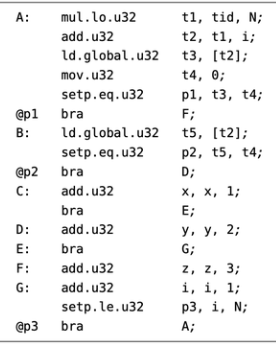 A: mul.lo.u32 t1, tid, N;
add.u32 t2, t1, i;
ld.global.u32 t3, [t2];
mov.u32 t4, 0;
setp.eq.u32 p1, t3, t4;
@p1 bra F;
B: ld.global.u32 t5, [t2];
setp.eq.u32 p2, t5, t4;
@p2 bra D;
C: add.u32 x, x, 1;
bra E;
D: add.u32 y, y, 2;
E: bra G;
F: add.u32 z, z, 3;
G: add.u32 i, i, 1;
setp.le.u32 p3, i, N;
@p3 bra A;